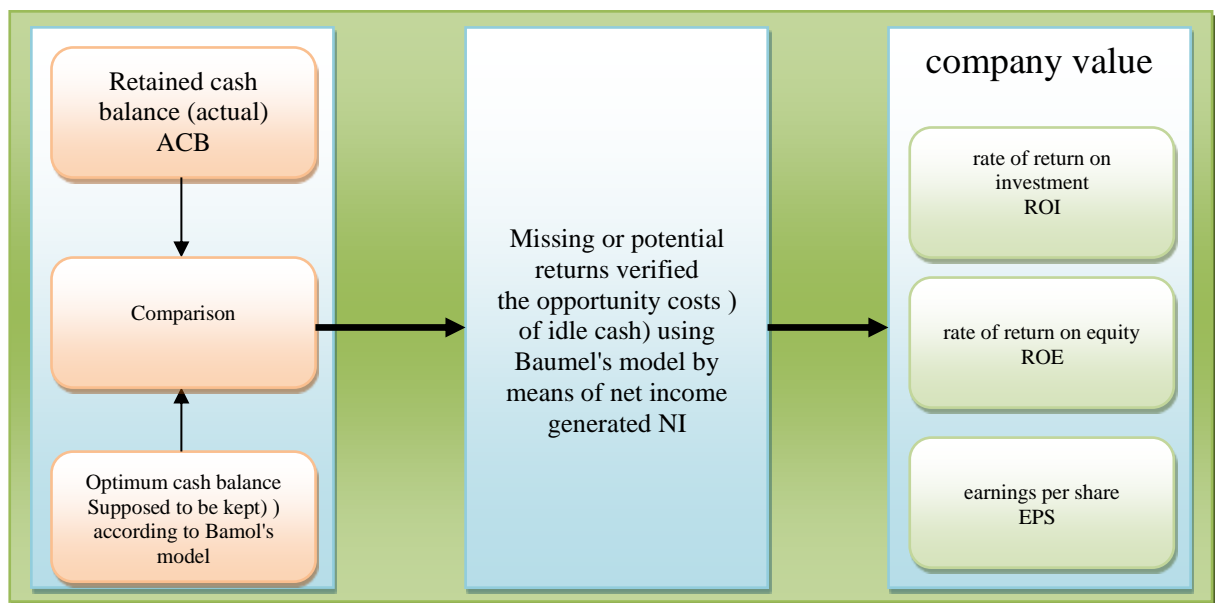 Retained cash
balance (actual)
ACB
Comparison
Optimum cash balance
Supposed to be kept) )
according to Bamol's
model
Missing or potential
returns verified
the opportunity costs )
of idle cash) using
Baumel's model by
means of net income
generated NI
company value
rate of return on
investment
ROI
rate of return on equity
ROE
earnings per share
EPS